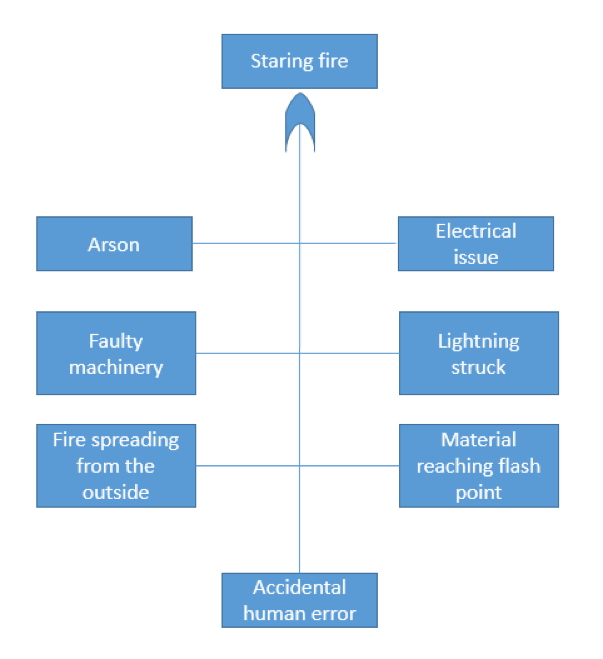 Staring fire
Arson
Electrical
issue
Faulty
machinery
Lightning
struck
Fire spreading
from the
outside
Material
reaching flash
point
Accidental
human error